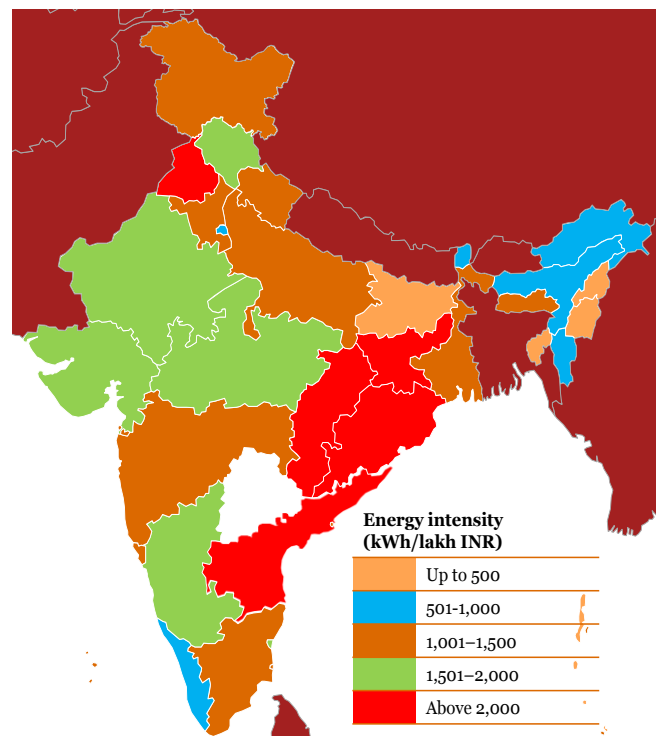 Energy intensity
(kWh/lakh INR)
Up to 500
501-1,000
1,001–1,500
1,501–2,000
Above 2,000